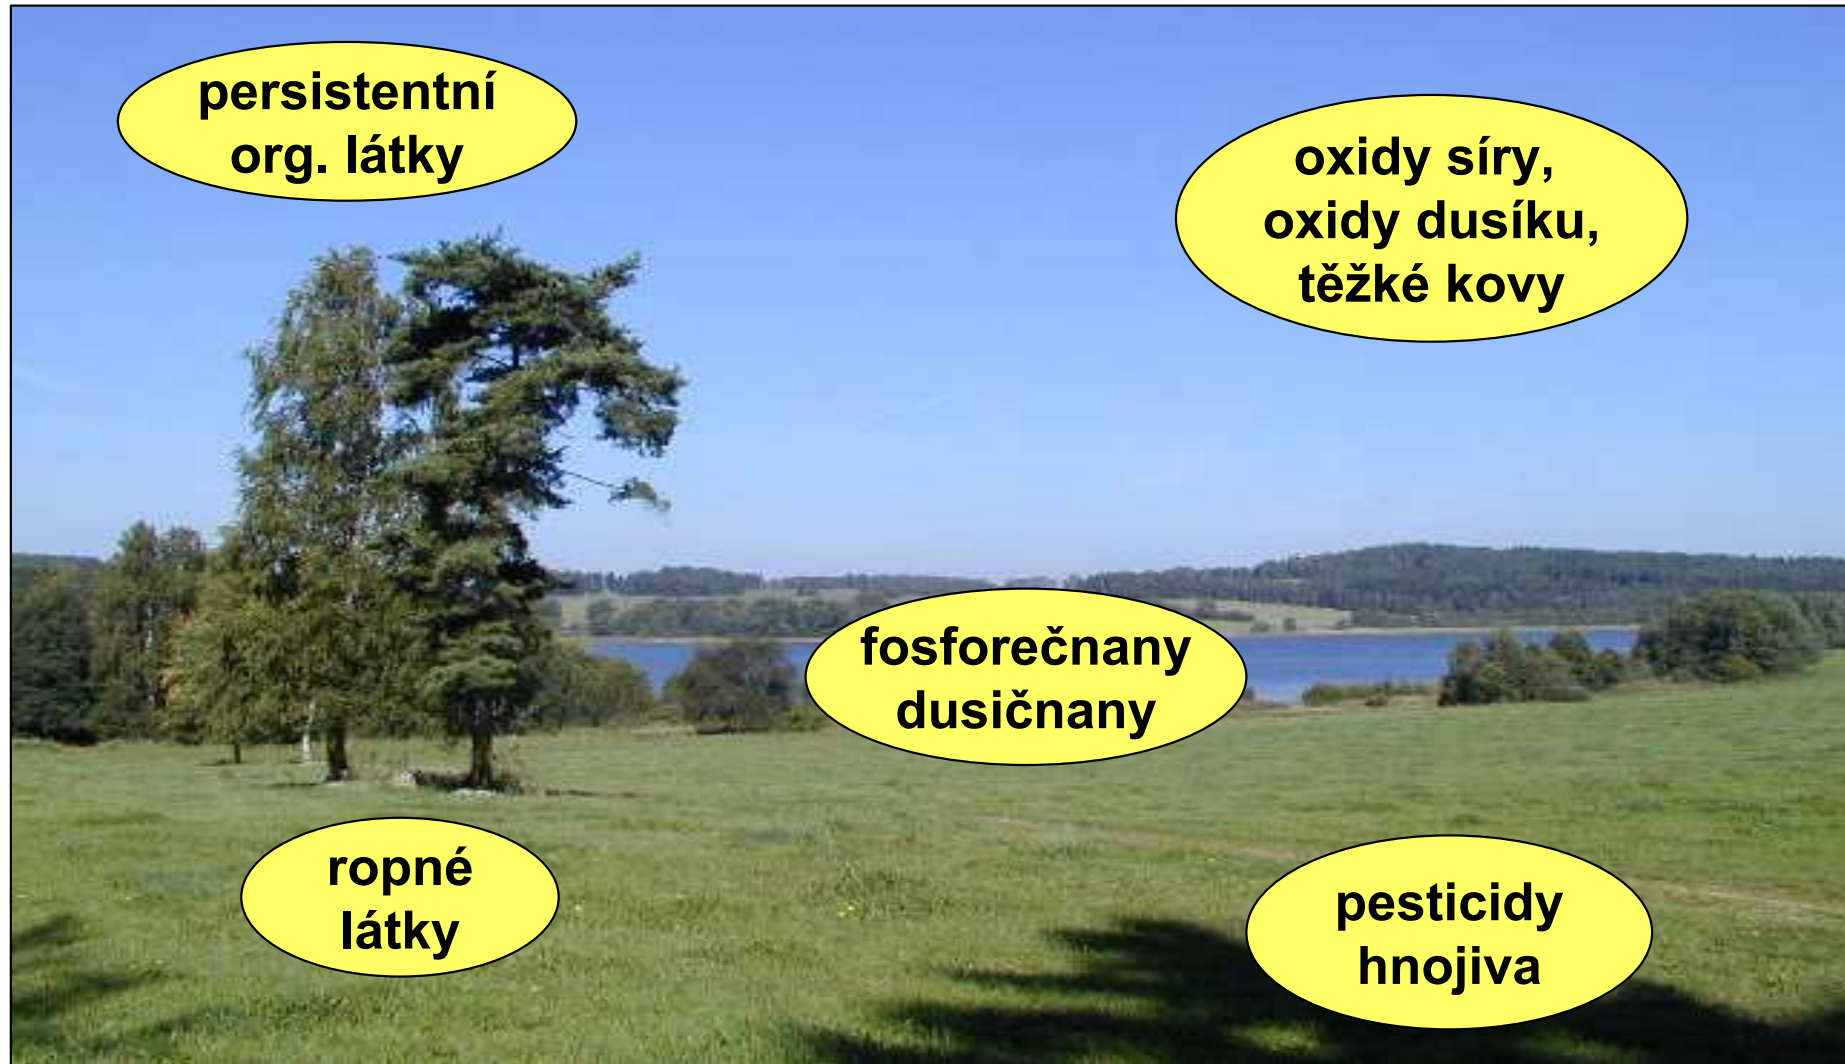 persistentní
org. látky
oxidy síry,
oxidy dusíku,
těžké kovy
fosforečnany
dusičnany
ropné
látky
pesticidy
hnojiva